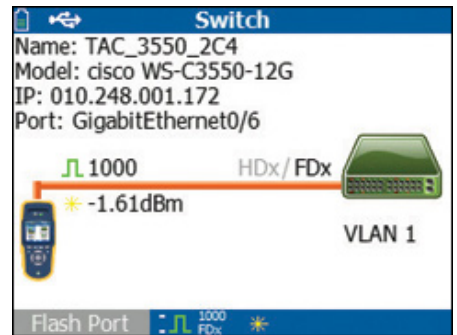 Switch
Name: TAC_3550_2C4
Model: cisco WS-C3550-12G
IP: 010.248.001.172
Port: GigabitEthernet0/6
1000 HDx/FDx
-1.61dBm
VLAN 1
Flash Port 1000 FDx